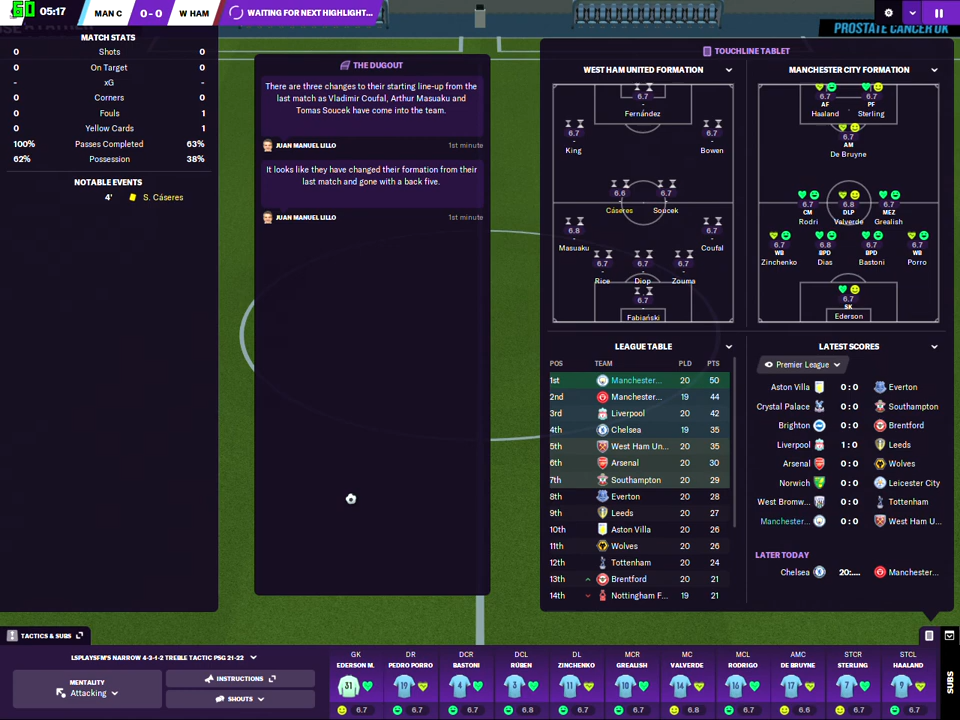 60 05:17 MAN C 0 - 0 W HAM WAITING FOR NEXT HIGHLIGHT...
PROSTATE CANCER UK
MATCH STATS
0 Shots 0
0 On Target 0
- xG -
0 Corners 0
0 Fouls 1
0 Yellow Cards 1
100% Passes Completed 63%
62% Possession 38%
NOTABLE EVENTS
4' S. Cáseres
THE DUGOUT
There are three changes to their starting line-up from the
last match as Vladimir Coufal, Arthur Masuaku and
Tomas Soucek have come into the team.
JUAN MANUEL LILLO 1st minute
It looks like they have changed their formation from their
last match and gone with a back five.
JUAN MANUEL LILLO 1st minute
TOUCHLINE TABLET
WEST HAM UNITED FORMATION
6.7
-
Fernández
6.7 6.7
- -
King Bowen
6.6 6.7
- -
Cáseres Soucek
6.8 6.7
- -
Masuaku Coufal
6.7 6.7 6.7
- - -
Rice Diop Zouma
6.7
-
Fabiański
MANCHESTER CITY FORMATION
6.7 6.7
AF PF
Haaland Sterling
6.7
AM
De Bruyne
6.7 6.8 6.7
CM DLP MEZ
Rodri Valverde Grealish
6.7 6.8 6.7 6.7
WB BPD BPD WB
Zinchenko Dias Bastoni Porro
6.7
SK
Ederson
LEAGUE TABLE
POS TEAM PLD PTS
1st Manchester... 20 50
2nd Manchester... 19 44
3rd Liverpool 20 42
4th Chelsea 19 35
5th West Ham Un... 20 35
6th Arsenal 20 30
7th Southampton 20 29
8th Everton 20 28
9th Leeds 20 27
10th Aston Villa 20 26
11th Wolves 20 26
12th Tottenham 20 24
13th Brentford 20 21
14th Nottingham F... 19 21
LATEST SCORES
Premier League
Aston Villa 0 : 0 Everton
Crystal Palace 0 : 0 Southampton
Brighton 0 : 0 Brentford
Liverpool 1 : 0 Leeds
Arsenal 0 : 0 Wolves
Norwich 0 : 0 Leicester City
West Bromw... 0 : 0 Tottenham
Manchester... 0 : 0 West Ham U...
LATER TODAY
Chelsea 20:.... Manchester...
TACTICS & SUBS
LSPLAYSFM'S NARROW 4-3-1-2 TREBLE TACTIC PSG 21-22
MENTALITY
Attacking
INSTRUCTIONS
SHOUTS
GK DR DCR DCL DL MCR MC MCL AMC STCR STCL
EDERSON M. PEDRO PORRO BASTONI RÚBEN ZINCHENKO GREALISH VALVERDE RODRIGO DE BRUYNE STERLING HAALAND
31 19 4 3 11 10 14 16 17 7 9
6.7 6.7 6.7 6.8 6.7 6.7 6.8 6.7 6.6 6.7 6.7
SUBS